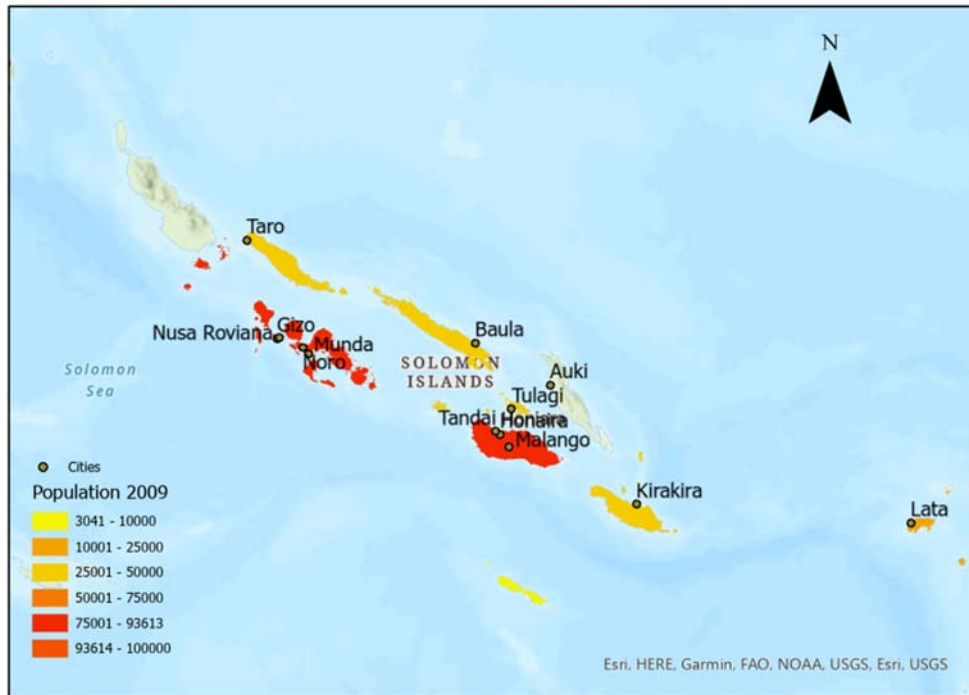 N
Taro
Nusa Roviana
Gizo
Munda
Noro
Baula
SOLOMON
ISLANDS
Solomon
Sea
Auki
Tulagi
Tandai
Honiara
Malango
Kirakira
Lata
Cities
Population 2009
3041 - 10000
10001 - 25000
25001 - 50000
50001 - 75000
75001 - 93613
93614 - 100000
Esri, HERE, Garmin, FAO, NOAA, USGS, Esri, USGS